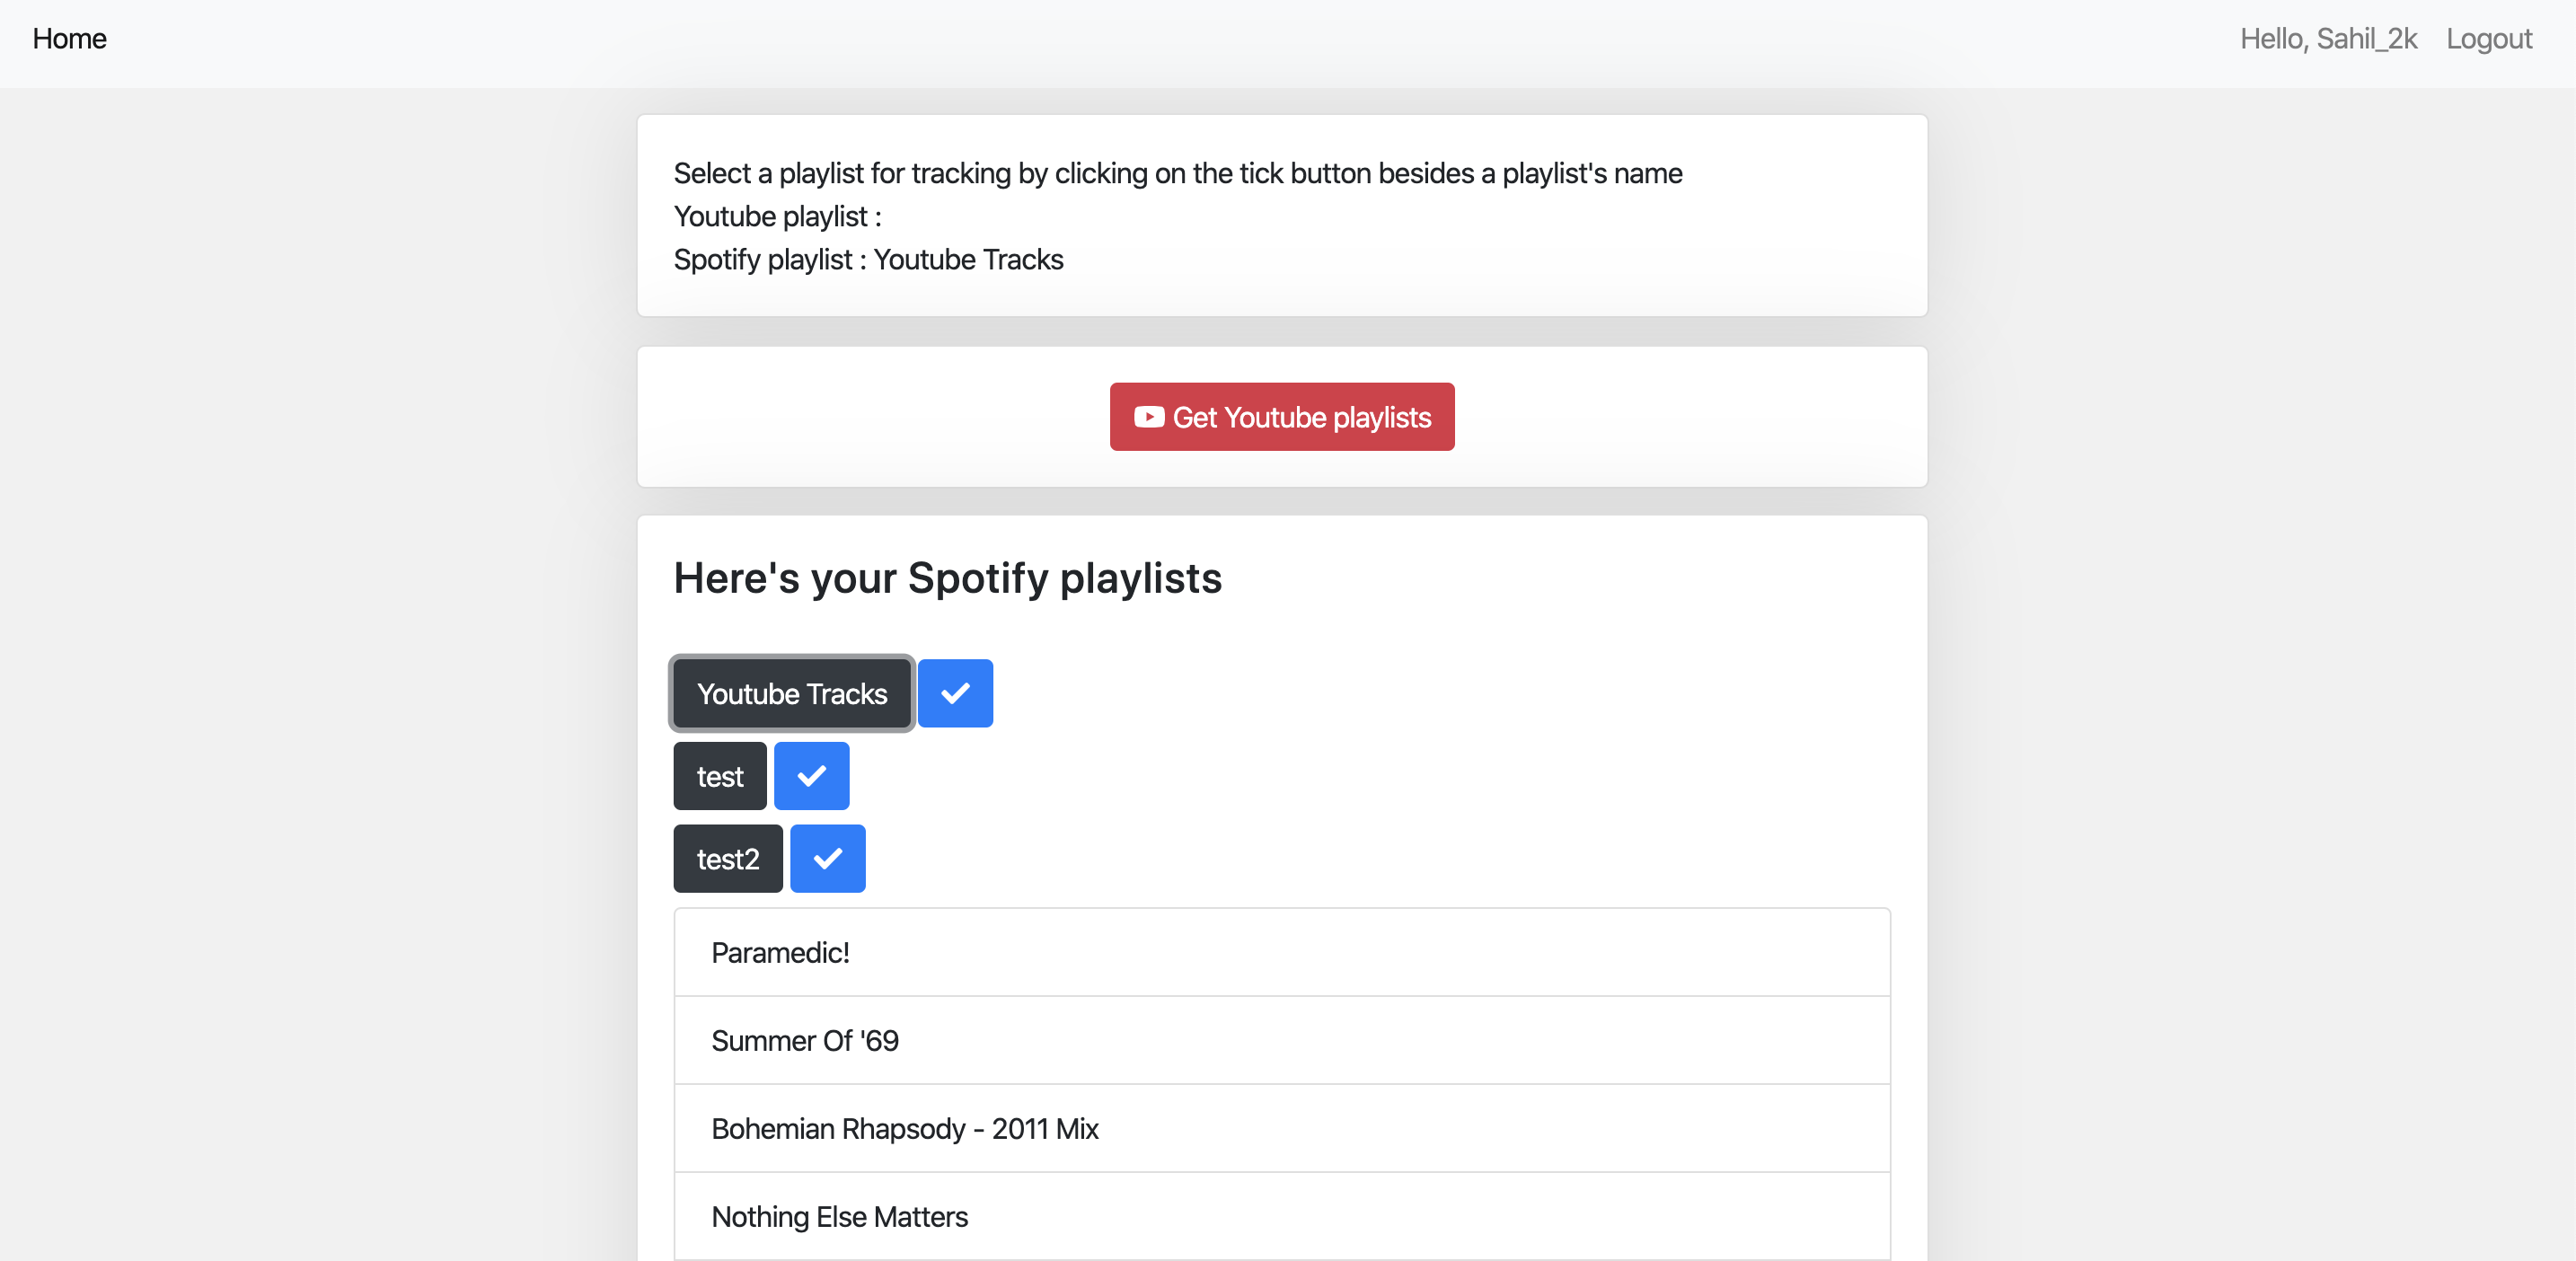 Home
Hello, Sahil_2k Logout
Select a playlist for tracking by clicking on the tick button besides a playlist's name
Youtube playlist :
Spotify playlist : Youtube Tracks
Get Youtube playlists
Here's your Spotify playlists
Youtube Tracks
test
test2
Paramedic!
Summer Of '69
Bohemian Rhapsody - 2011 Mix
Nothing Else Matters